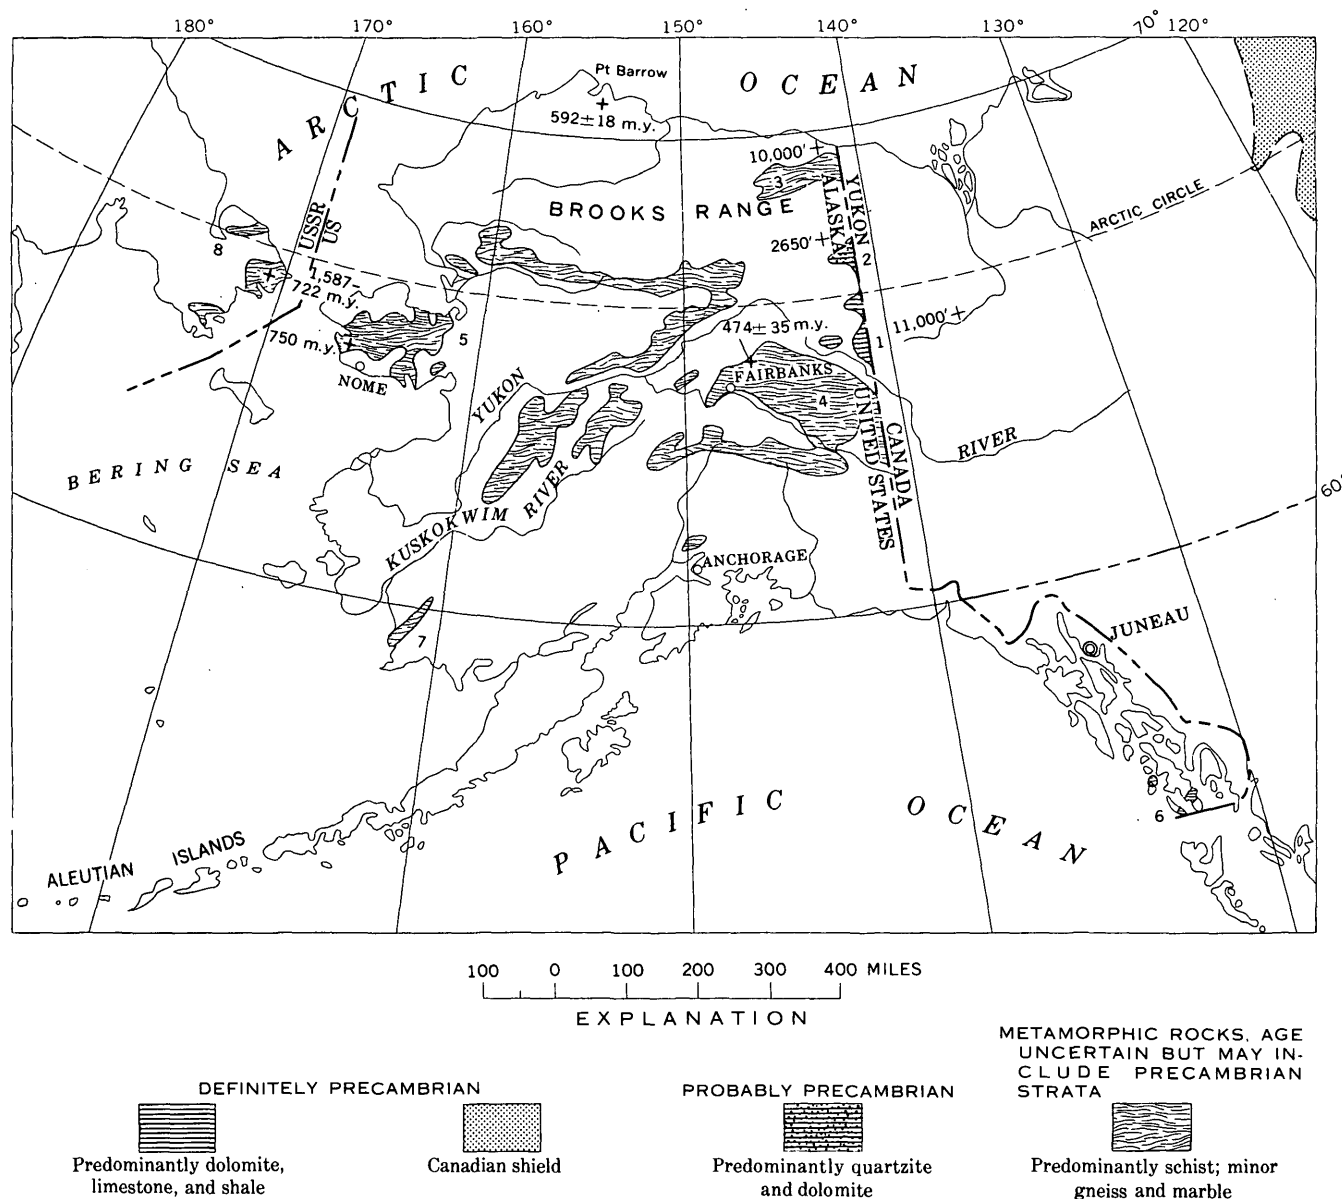 180° 170° 160° 150° 140° 130° 70° 120°
ARCTIC OCEAN
Pt Barrow
592±18 m.y.
10,000'
3
YUKON
ALASKA
BROOKS RANGE
ARCTIC CIRCLE
USSR
US
2650'
2
8
1,587-
722 m.y.
750 m.y.
5
474±35 m.y.
11,000'
1
NOME
FAIRBANKS
4
YUKON
RIVER
UNITED STATES
CANADA
BERING SEA
60°
KUSKOKWIM RIVER
ANCHORAGE
7
JUNEAU
PACIFIC OCEAN
6
ALEUTIAN ISLANDS
100 0 100 200 300 400 MILES
EXPLANATION
METAMORPHIC ROCKS, AGE
UNCERTAIN BUT MAY IN-
CLUDE PRECAMBRIAN
STRATA
DEFINITELY PRECAMBRIAN
PROBABLY PRECAMBRIAN
Predominantly dolomite,
limestone, and shale
Canadian shield
Predominantly quartzite
and dolomite
Predominantly schist; minor
gneiss and marble